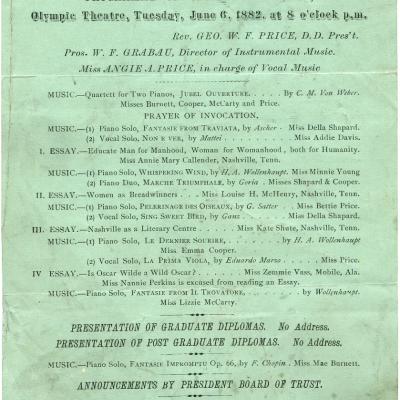 Olympic Theatre, Tuesday, June 6, 1882, at 8 o'clock p.m.
Rev. GEO. W. F. PRICE, D.D. Pres't.
Pros. W. F. GRABAU, Director of Instrumental Music.
Miss ANGIE A. PRICE, in charge of Vocal Music
MUSIC.—Quartett for Two Pianos, JUBEL OUVERTURE. . . . . By C. M. Von Weber.
Misses Burnett, Cooper, McCarty and Price.
PRAYER OF INVOCATION.
MUSIC.—(1) Piano Solo, FANTASIE FROM TRAVIATA, by Ascher - Miss Della Shapard.
(2) Vocal Solo, NON E VER, by Mattei . . . . . Miss Addie Davis.
I. ESSAY.—Educate Man for Manhood, Woman for Womanhood, both for Humanity.
Miss Annie Mary Callender, Nashville, Tenn.
MUSIC.—(1) Piano Solo, WHISPERING WIND, by H. A. Wollenhaupt. Miss Minnie Young
(2) Piano Duo, MARCHE TRIUMPHALE, by Goria . Misses Shapard & Cooper.
II. ESSAY.—Women as Breadwinners . . . Miss Louise H. McHenry, Nashville, Tenn.
MUSIC.—(1) Piano Solo, PELERINAGE DES OISEAUX, by G. Satter . Miss Bettie Price.
(2) Vocal Solo, SING SWEET BIRD, by Ganz . . . . Miss Della Shapard.
III. ESSAY.—Nashville as a Literary Centre . . . . Miss Kate Shute, Nashville, Tenn.
MUSIC.—(1) Piano Solo, LE DERNIER SOURIRE, . . . . by H. A. Wollenhaupt
Miss Emma Cooper.
(2) Vocal Solo, LA PRIMA VIOLA, by Eduardo Marzo . . . . . Miss Price.
IV ESSAY.—Is Oscar Wilde a Wild Oscar? . . . . . . Miss Zemmie Vass, Mobile, Ala.
Miss Nannie Perkins is excused from reading an Essay.
MUSIC.—Piano Solo, FANTASIE FROM IL TROVATORE, . . . . by Wollenhaupt.
Miss Lizzie McCarty.
PRESENTATION OF GRADUATE DIPLOMAS. No Address.
PRESENTATION OF POST GRADUATE DIPLOMAS. No Address.
MUSIC.—Piano Solo, FANTASIE IMPROMPTU Op. 66, by F. Chopin . Miss Mae Burnett.
ANNOUNCEMENTS BY PRESIDENT BOARD OF TRUST.